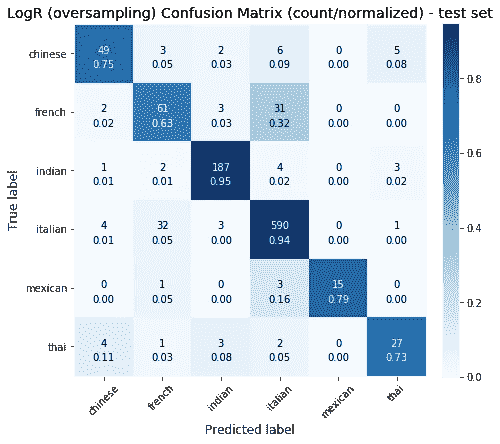 LogR (oversampling) Confusion Matrix (count/normalized) - test set
True label
chinese 49 3 2 6 0 5
0.75 0.05 0.03 0.09 0.00 0.08
french 2 61 3 31 0 0
0.02 0.63 0.03 0.32 0.00 0.00
indian 1 2 187 4 0 3
0.01 0.01 0.95 0.02 0.00 0.02
italian 4 32 3 590 0 1
0.01 0.05 0.00 0.94 0.00 0.00
mexican 0 1 0 3 15 0
0.00 0.05 0.00 0.16 0.79 0.00
thai 4 1 3 2 0 27
0.11 0.03 0.08 0.05 0.00 0.73
chinese french indian italian mexican thai
Predicted label
0.8
0.6
0.4
0.2
0.0